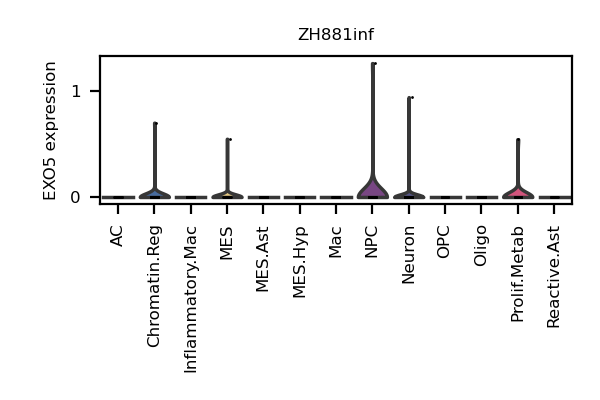 ZH881inf
EXO5 expression
1
0
AC
Chromatin.Reg
Inflammatory.Mac
MES
MES.Ast
MES.Hyp
Mac
NPC
Neuron
OPC
Oligo
Prolif.Metab
Reactive.Ast